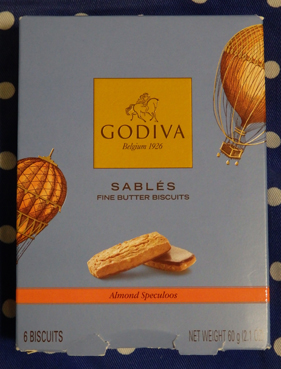 GODIVA
Belgium 1926
SABLÉS
FINE BUTTER BISCUITS
Almond Speculoos
6 BISCUITS
NET WEIGHT 60 g